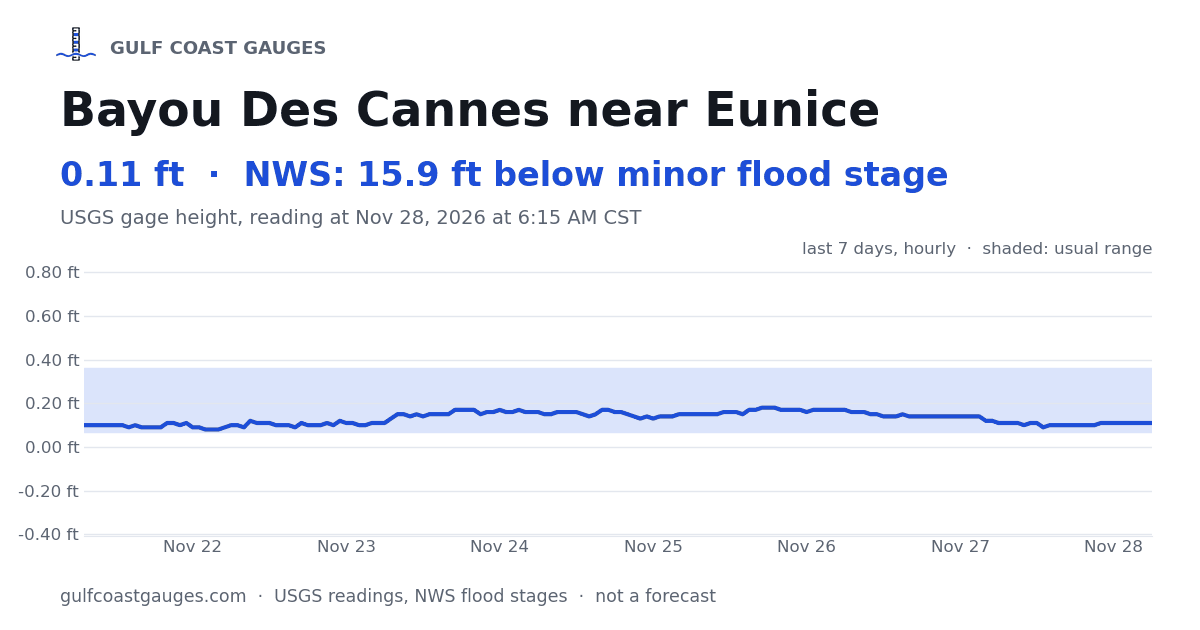 GULF COAST GAUGES
Bayou Des Cannes near Eunice
0.11 ft · NWS: 15.9 ft below minor flood stage
USGS gage height, reading at Nov 28, 2026 at 6:15 AM CST
last 7 days, hourly · shaded: usual range
0.80 ft
0.60 ft
0.40 ft
0.20 ft
0.00 ft
-0.20 ft
-0.40 ft
Nov 22 Nov 23 Nov 24 Nov 25 Nov 26 Nov 27 Nov 28
gulfcoastgauges.com · USGS readings, NWS flood stages · not a forecast